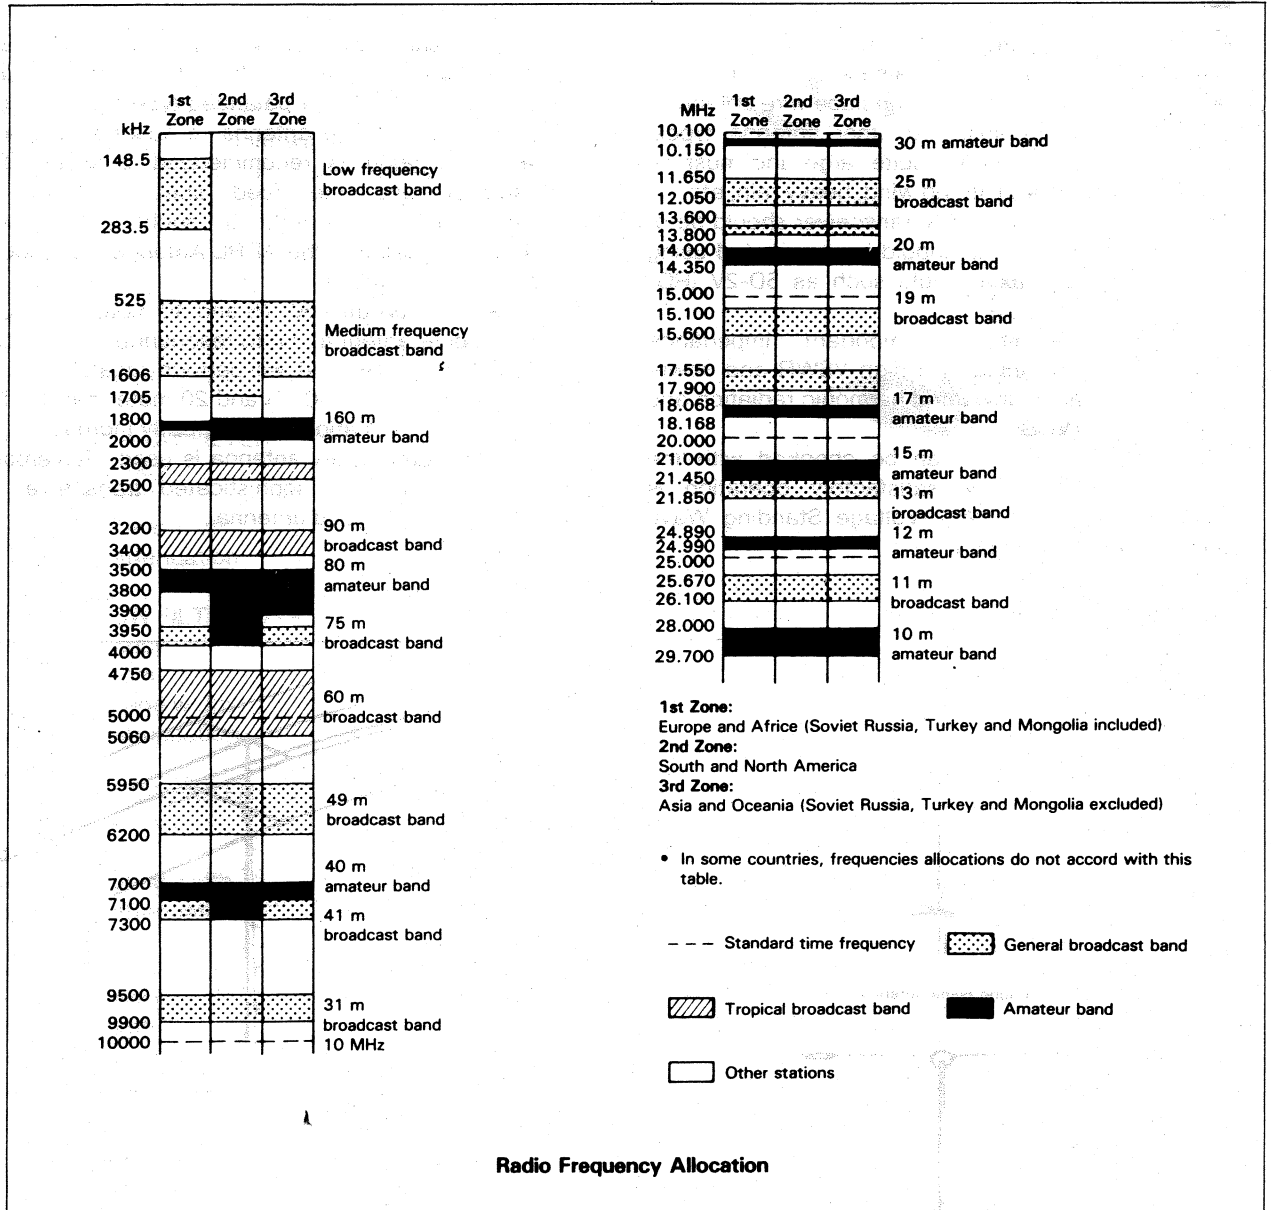 1st 2nd 3rd
kHz Zone Zone Zone
148.5
Low frequency
broadcast band
283.5
525
Medium frequency
broadcast band
1606
1705
1800
160 m
amateur band
2000
2300
2500
3200
90 m
broadcast band
3400
3500
80 m
amateur band
3800
3900
3950
75 m
broadcast band
4000
4750
60 m
broadcast band
5000
5060
5950
49 m
broadcast band
6200
40 m
amateur band
7000
7100
41 m
broadcast band
7300
9500
31 m
broadcast band
9900
10000
10 MHz
1st 2nd 3rd
MHz Zone Zone Zone
10.100
10.150
30 m amateur band
11.650
25 m
broadcast band
12.050
13.600
13.800
14.000
20 m
amateur band
14.350
15.000
19 m
broadcast band
15.100
15.600
17.550
17.900
18.068
17 m
amateur band
18.168
20.000
21.000
15 m
amateur band
21.450
13 m
broadcast band
21.850
24.890
12 m
amateur band
24.990
25.000
25.670
11 m
broadcast band
26.100
28.000
10 m
amateur band
29.700
1st Zone:
Europe and Africe (Soviet Russia, Turkey and Mongolia included)
2nd Zone:
South and North America
3rd Zone:
Asia and Oceania (Soviet Russia, Turkey and Mongolia excluded)
• In some countries, frequencies allocations do not accord with this
table.
Standard time frequency
General broadcast band
Tropical broadcast band
Amateur band
Other stations
Radio Frequency Allocation